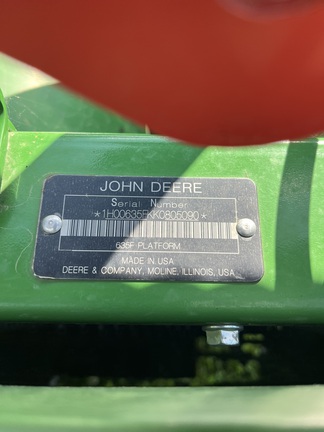 JOHN DEERE
Serial Number
*1H00635FKK0805090*
635F PLATFORM
MADE IN USA
DEERE & COMPANY, MOLINE, ILLINOIS, USA